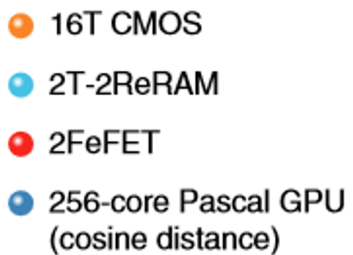 16T CMOS
2T-2ReRAM
2FeFET
256-core Pascal GPU
(cosine distance)